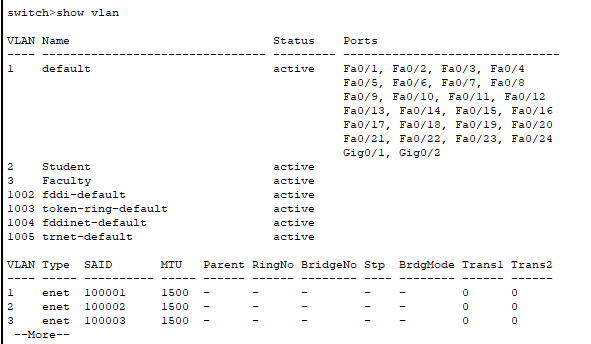 switch>show vlan
VLAN Name Status Ports
---- -------------------------------- --------- -------------------------------
1 default active Fa0/1, Fa0/2, Fa0/3, Fa0/4
Fa0/5, Fa0/6, Fa0/7, Fa0/8
Fa0/9, Fa0/10, Fa0/11, Fa0/12
Fa0/13, Fa0/14, Fa0/15, Fa0/16
Fa0/17, Fa0/18, Fa0/19, Fa0/20
Fa0/21, Fa0/22, Fa0/23, Fa0/24
Gig0/1, Gig0/2
2 Student active
3 Faculty active
1002 fddi-default active
1003 token-ring-default active
1004 fddinet-default active
1005 trnet-default active
VLAN Type SAID MTU Parent RingNo BridgeNo Stp BrdgMode Trans1 Trans2
---- ----- ---------- ----- ------ ------ -------- ---- -------- ------ ------
1 enet 100001 1500 - - - - - 0 0
2 enet 100002 1500 - - - - - 0 0
3 enet 100003 1500 - - - - - 0 0
--More--